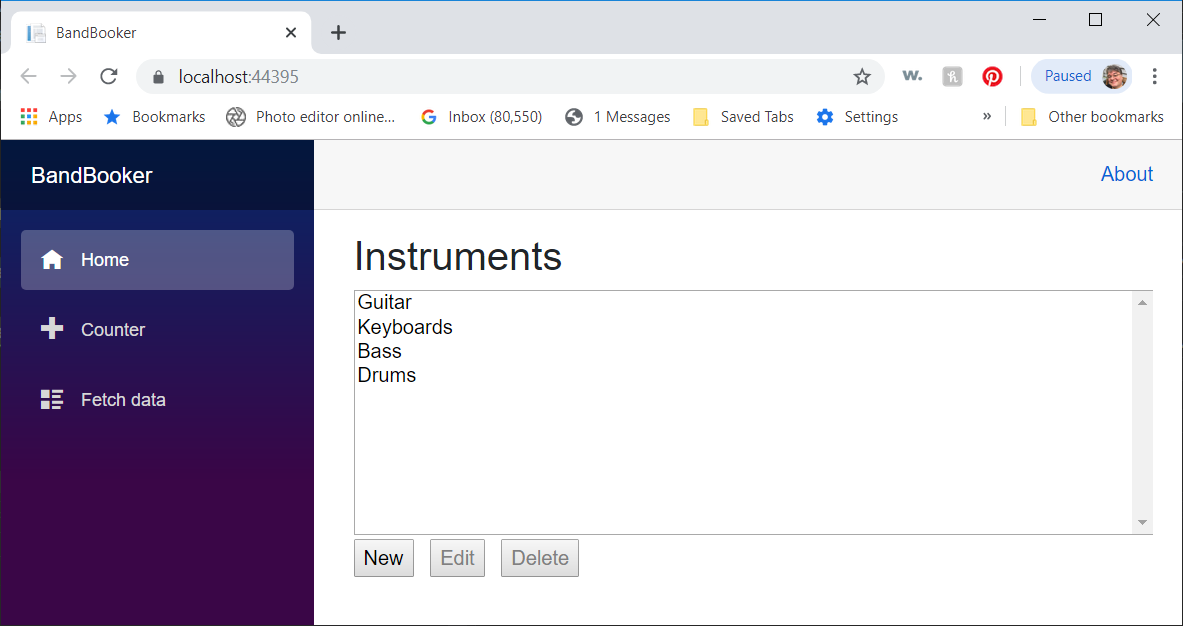 BandBooker
localhost:44395
W.
Paused
Apps Bookmarks Photo editor online... Inbox (80,550) 1 Messages Saved Tabs Settings » Other bookmarks
BandBooker
About
Home
Counter
Fetch data
Instruments
Guitar
Keyboards
Bass
Drums
New Edit Delete